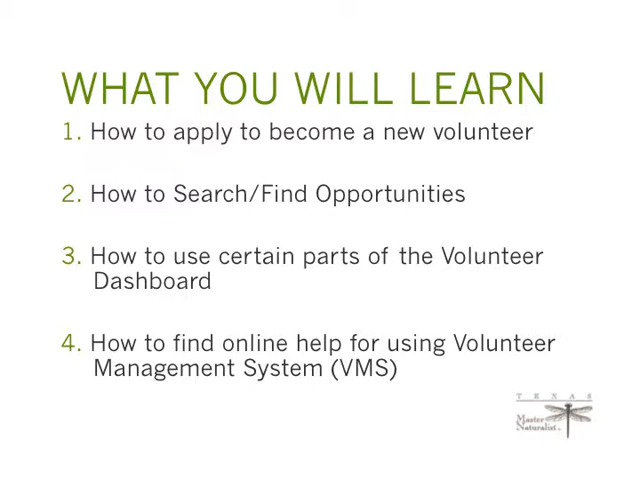 WHAT YOU WILL LEARN
1. How to apply to become a new volunteer
2. How to Search/Find Opportunities
3. How to use certain parts of the Volunteer
Dashboard
4. How to find online help for using Volunteer
Management System (VMS)
TEXAS
Master
Naturalist